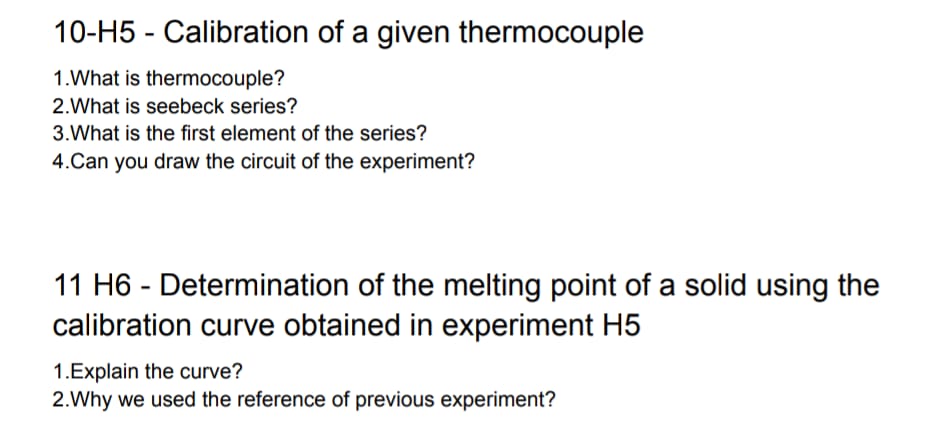 10-H5 - Calibration of a given thermocouple
1.What is thermocouple?
2.What is seebeck series?
3.What is the first element of the series?
4.Can you draw the circuit of the experiment?
11 H6 - Determination of the melting point of a solid using the
calibration curve obtained in experiment H5
1.Explain the curve?
2.Why we used the reference of previous experiment?